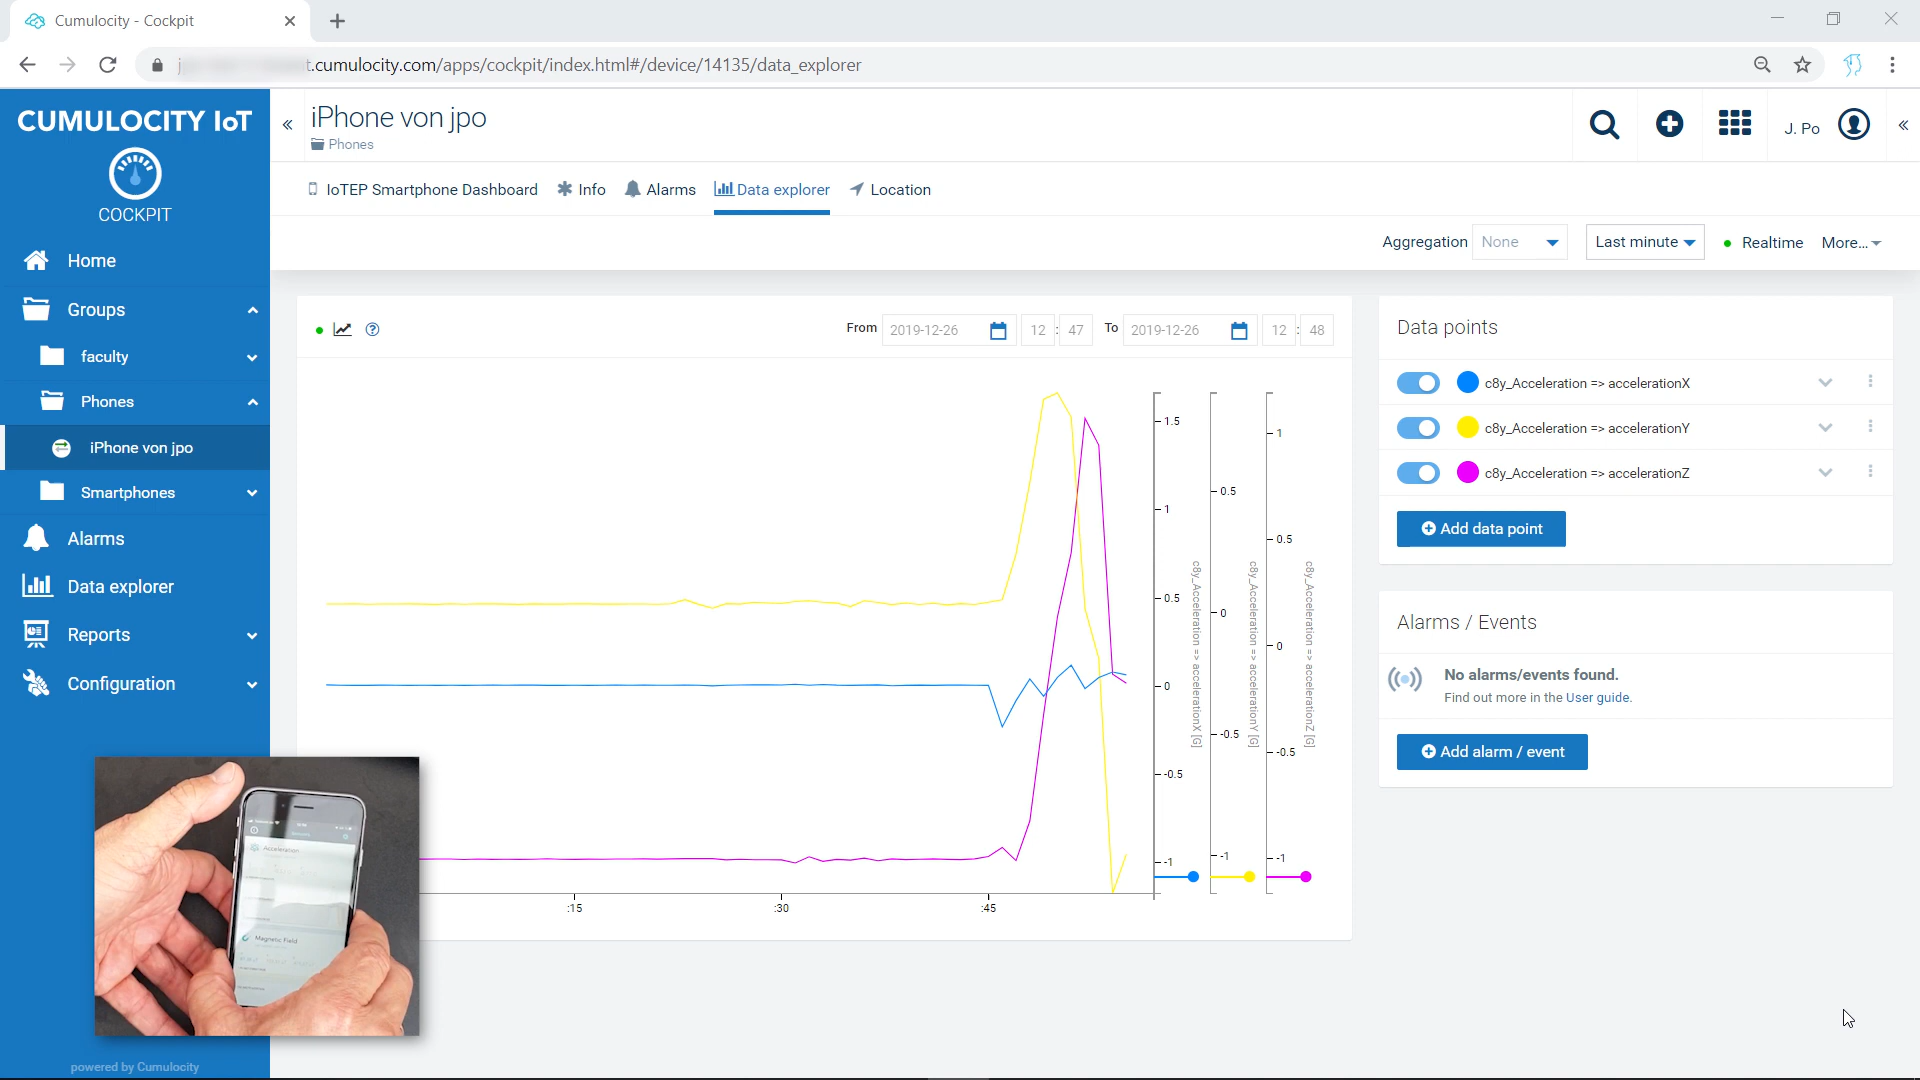 Cumulocity - Cockpit
.cumulocity.com/apps/cockpit/index.html#/device/14135/data_explorer
CUMULOCITY IoT
COCKPIT
Home
Groups
faculty
Phones
iPhone von jpo
Smartphones
Alarms
Data explorer
Reports
Configuration
powered by Cumulocity
iPhone von jpo
Phones
J. Po
IoTEP Smartphone Dashboard Info Alarms Data explorer Location
Aggregation None Last minute Realtime More...
From 2019-12-26 12 : 47 To 2019-12-26 12 : 48
1.5
1
0.5
0
-0.5
-1
c8y_Acceleration => accelerationX [G]
0.5
0
-0.5
-1
c8y_Acceleration => accelerationY [G]
1
0.5
0
-0.5
-1
c8y_Acceleration => accelerationZ [G]
:15 :30 :45
Acceleration
Magnetic Field
Data points
c8y_Acceleration => accelerationX
c8y_Acceleration => accelerationY
c8y_Acceleration => accelerationZ
Add data point
Alarms / Events
No alarms/events found.
Find out more in the User guide.
Add alarm / event